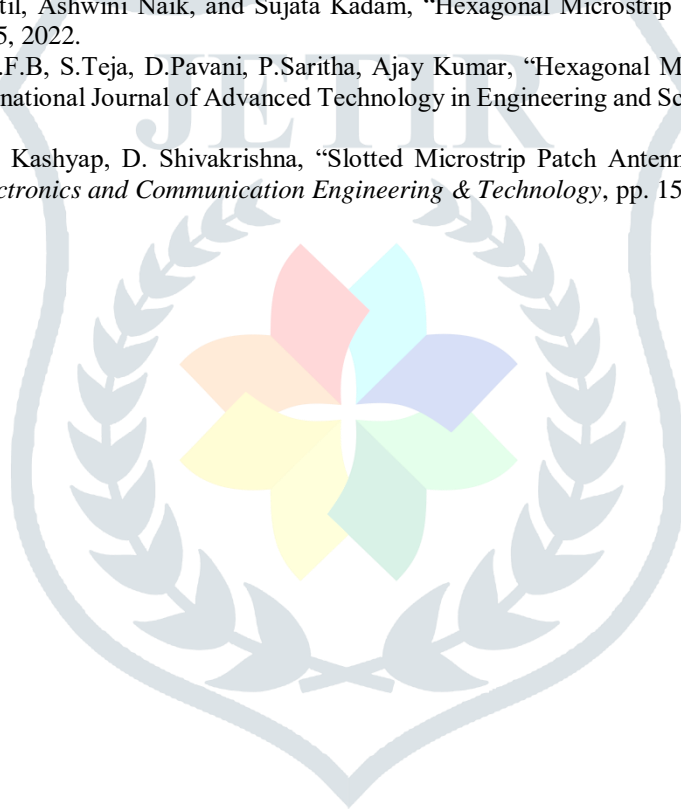 til, Ashwini Naik, and Sujata Kadam, “Hexagonal Microstrip
5, 2022.
.F.B, S.Teja, D.Pavani, P.Saritha, Ajay Kumar, “Hexagonal M
national Journal of Advanced Technology in Engineering and Sc
JETIR
Kashyap, D. Shivakrishna, “Slotted Microstrip Patch Antenn
ctronics and Communication Engineering & Technology, pp. 15